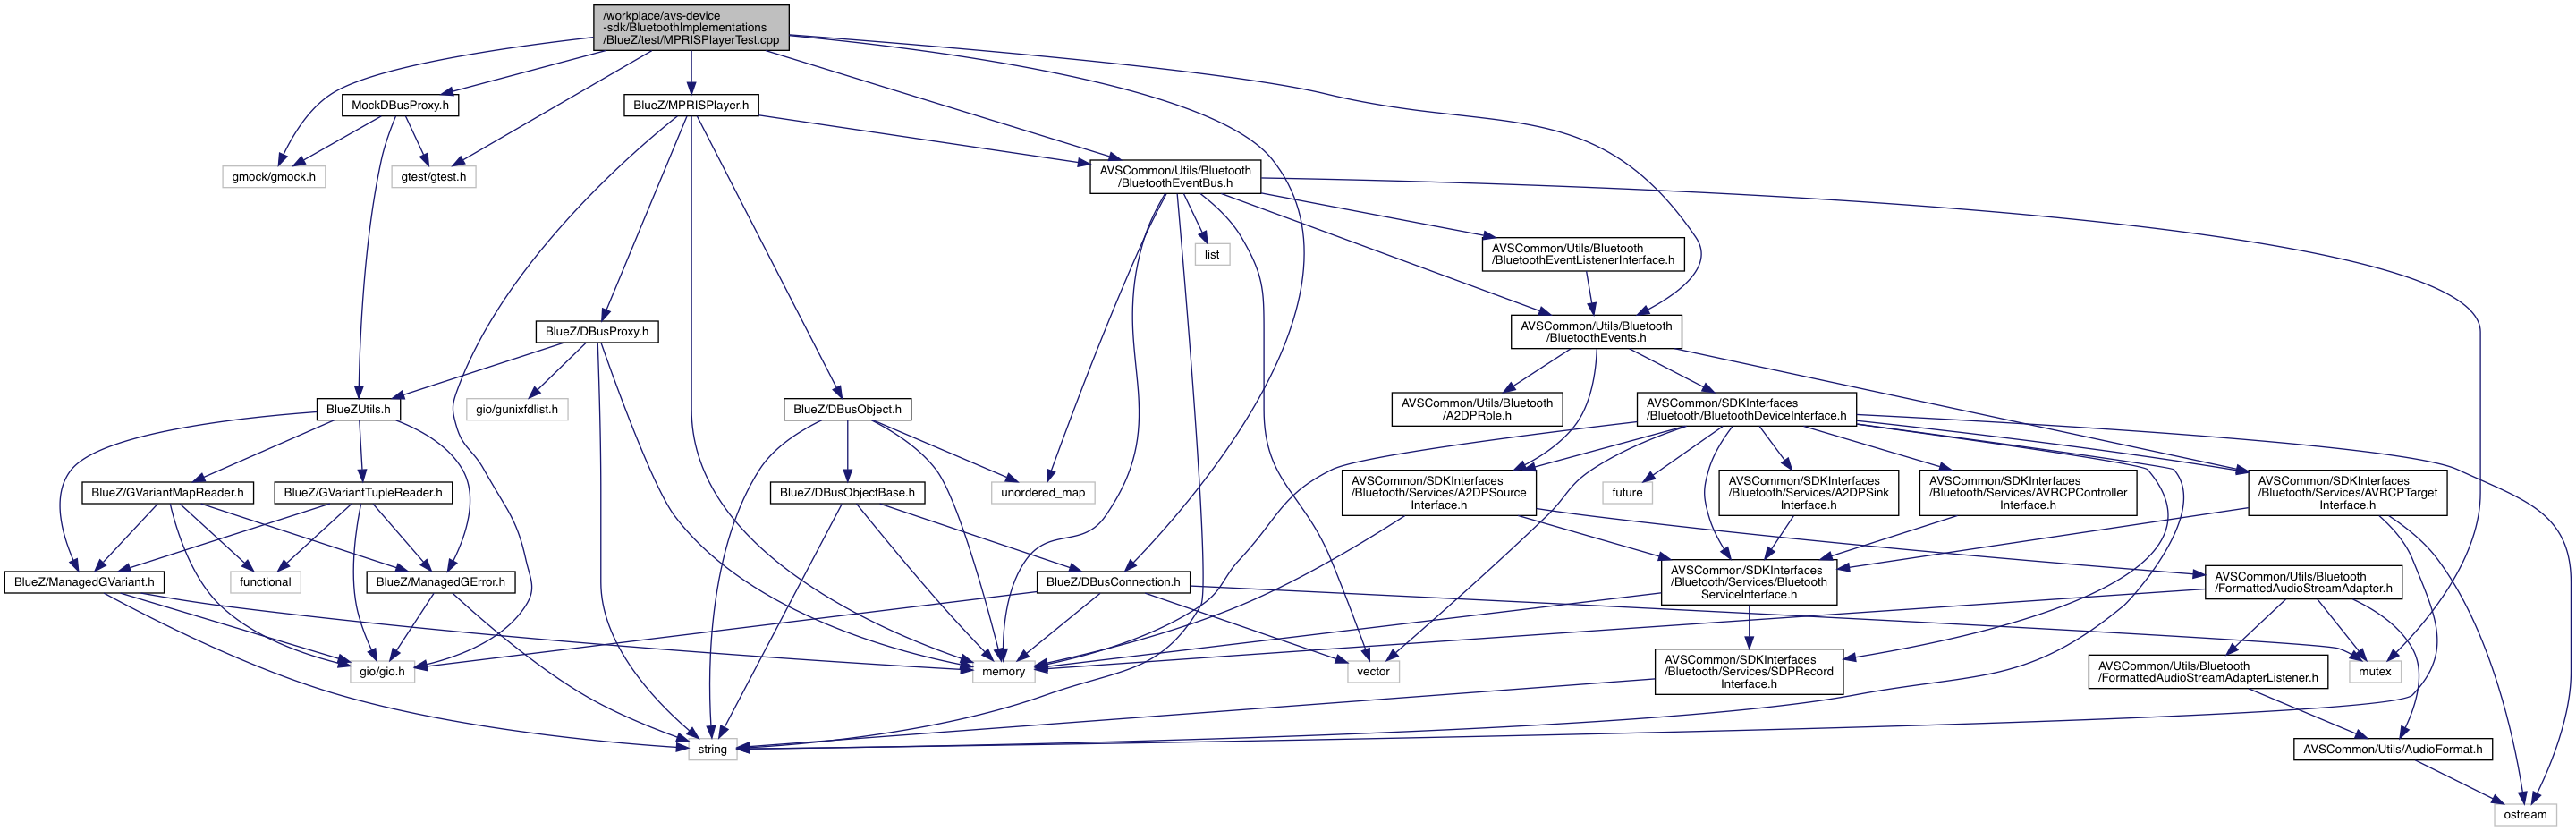 /workplace/avs-device
-sdk/BluetoothImplementations
/BlueZ/test/MPRISPlayerTest.cpp
MockDBusProxy.h
BlueZ/MPRISPlayer.h
gmock/gmock.h
gtest/gtest.h
AVSCommon/Utils/Bluetooth
/BluetoothEventBus.h
list
AVSCommon/Utils/Bluetooth
/BluetoothEventListenerInterface.h
BlueZ/DBusProxy.h
AVSCommon/Utils/Bluetooth
/BluetoothEvents.h
BlueZUtils.h
gio/gunixfdlist.h
BlueZ/DBusObject.h
AVSCommon/Utils/Bluetooth
/A2DPRole.h
AVSCommon/SDKInterfaces
/Bluetooth/BluetoothDeviceInterface.h
BlueZ/GVariantMapReader.h
BlueZ/GVariantTupleReader.h
BlueZ/DBusObjectBase.h
unordered_map
AVSCommon/SDKInterfaces
/Bluetooth/Services/A2DPSource
Interface.h
future
AVSCommon/SDKInterfaces
/Bluetooth/Services/A2DPSink
Interface.h
AVSCommon/SDKInterfaces
/Bluetooth/Services/AVRCPController
Interface.h
AVSCommon/SDKInterfaces
/Bluetooth/Services/AVRCPTarget
Interface.h
BlueZ/ManagedGVariant.h
functional
BlueZ/ManagedGError.h
BlueZ/DBusConnection.h
AVSCommon/SDKInterfaces
/Bluetooth/Services/Bluetooth
ServiceInterface.h
AVSCommon/Utils/Bluetooth
/FormattedAudioStreamAdapter.h
gio/gio.h
memory
vector
AVSCommon/SDKInterfaces
/Bluetooth/Services/SDPRecord
Interface.h
AVSCommon/Utils/Bluetooth
/FormattedAudioStreamAdapterListener.h
mutex
string
AVSCommon/Utils/AudioFormat.h
ostream